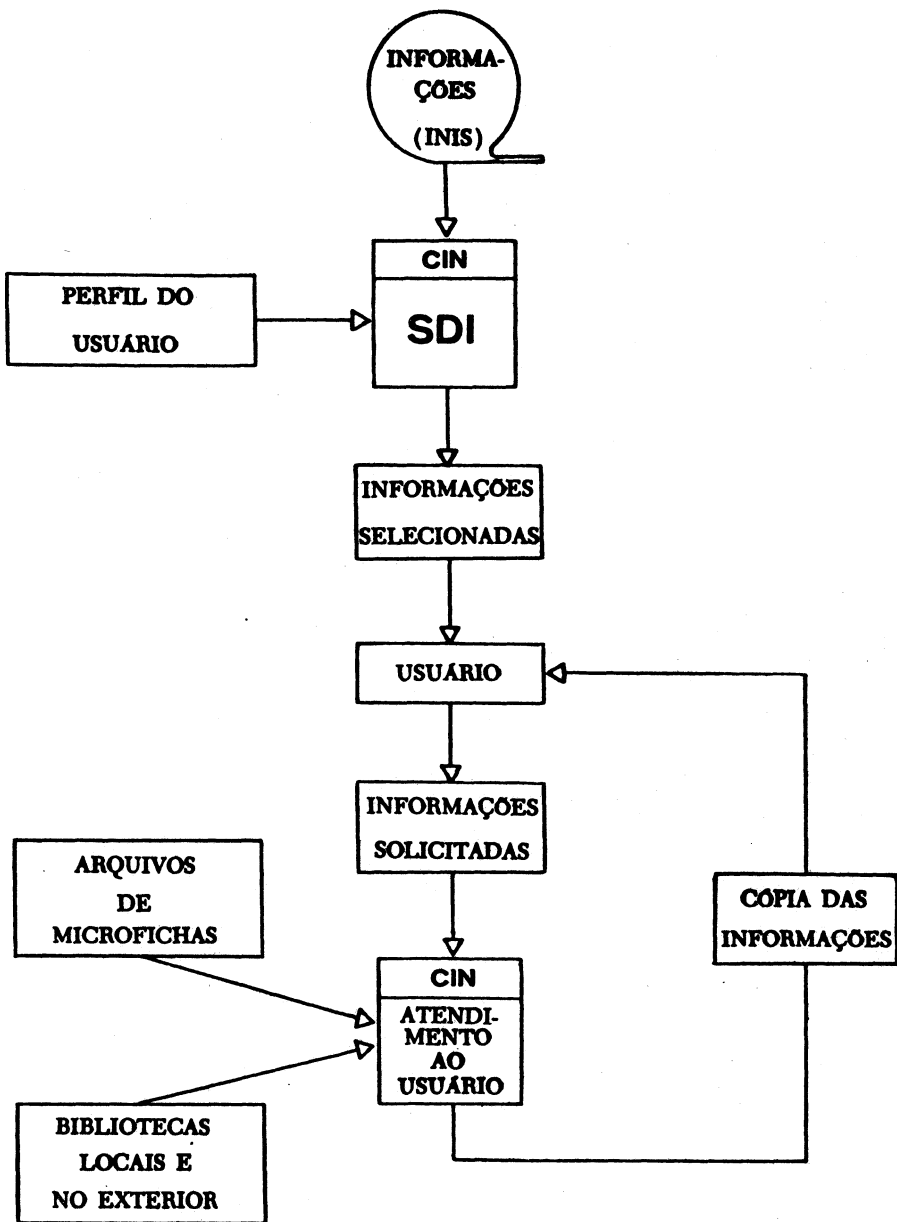 INFORMA-
ÇÕES
(INIS)
CIN
SDI
PERFIL DO
USUÁRIO
INFORMAÇÕES
SELECIONADAS
USUÁRIO
INFORMAÇÕES
SOLICITADAS
ARQUIVOS
DE
MICROFICHAS
CÓPIA DAS
INFORMAÇÕES
CIN
ATENDI-
MENTO
AO
USUÁRIO
BIBLIOTECAS
LOCAIS E
NO EXTERIOR